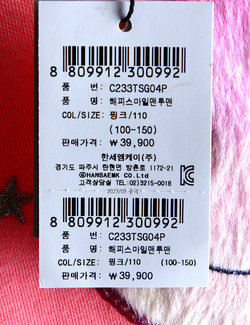 8 809912 300992
품 번: C233TSG04P
품 명: 해피스마일맨투맨
COL/SIZE: 핑크/110
(100-150)
판매가격: ₩39,900
한세엠케이(주)
경기도 파주시 탄현면 방촌로 1172-21
@HANSAEMK CO.Ltd
고객상담실 TEL:02)3215-0018
8 809912 300992
품 번: C233TSG04P
품 명: 해피스마일맨투맨
COL/SIZE: 핑크/110 (100-150)
판매가격: ₩39,900